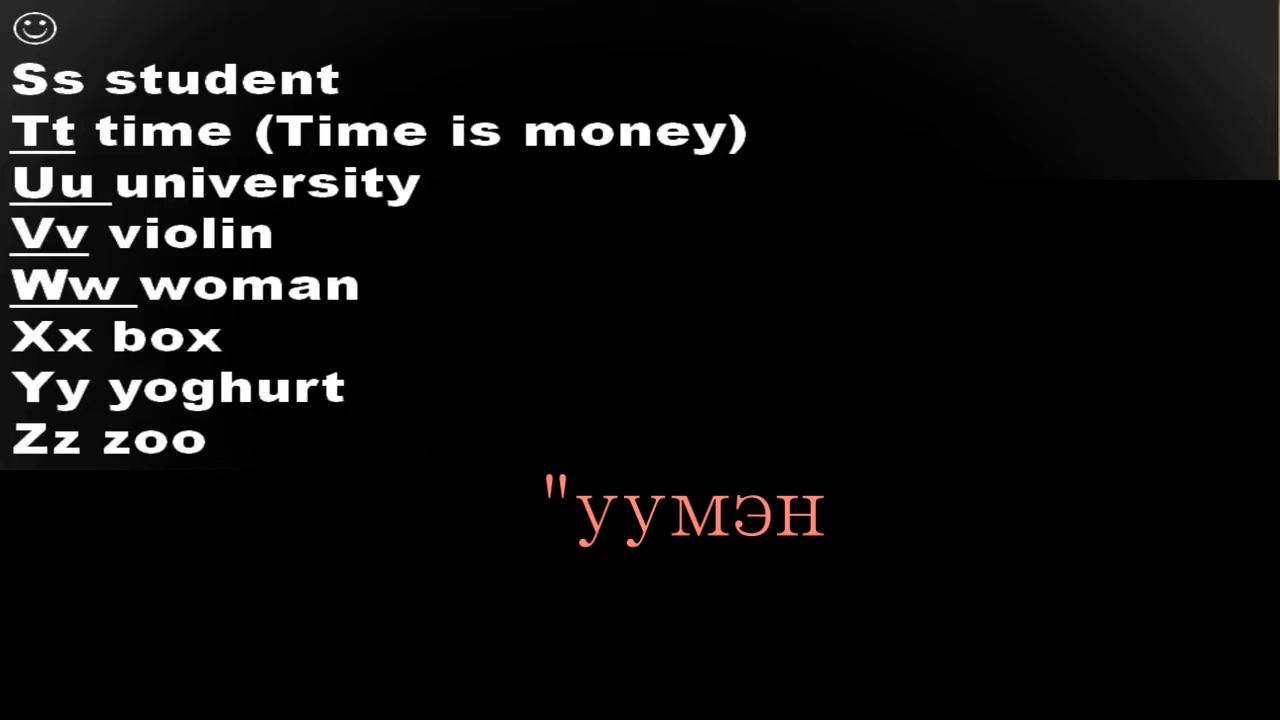 Ss student
Tt time (Time is money)
Uu university
Vv violin
Ww woman
Xx box
Yy yoghurt
Zz zoo
"уумэн